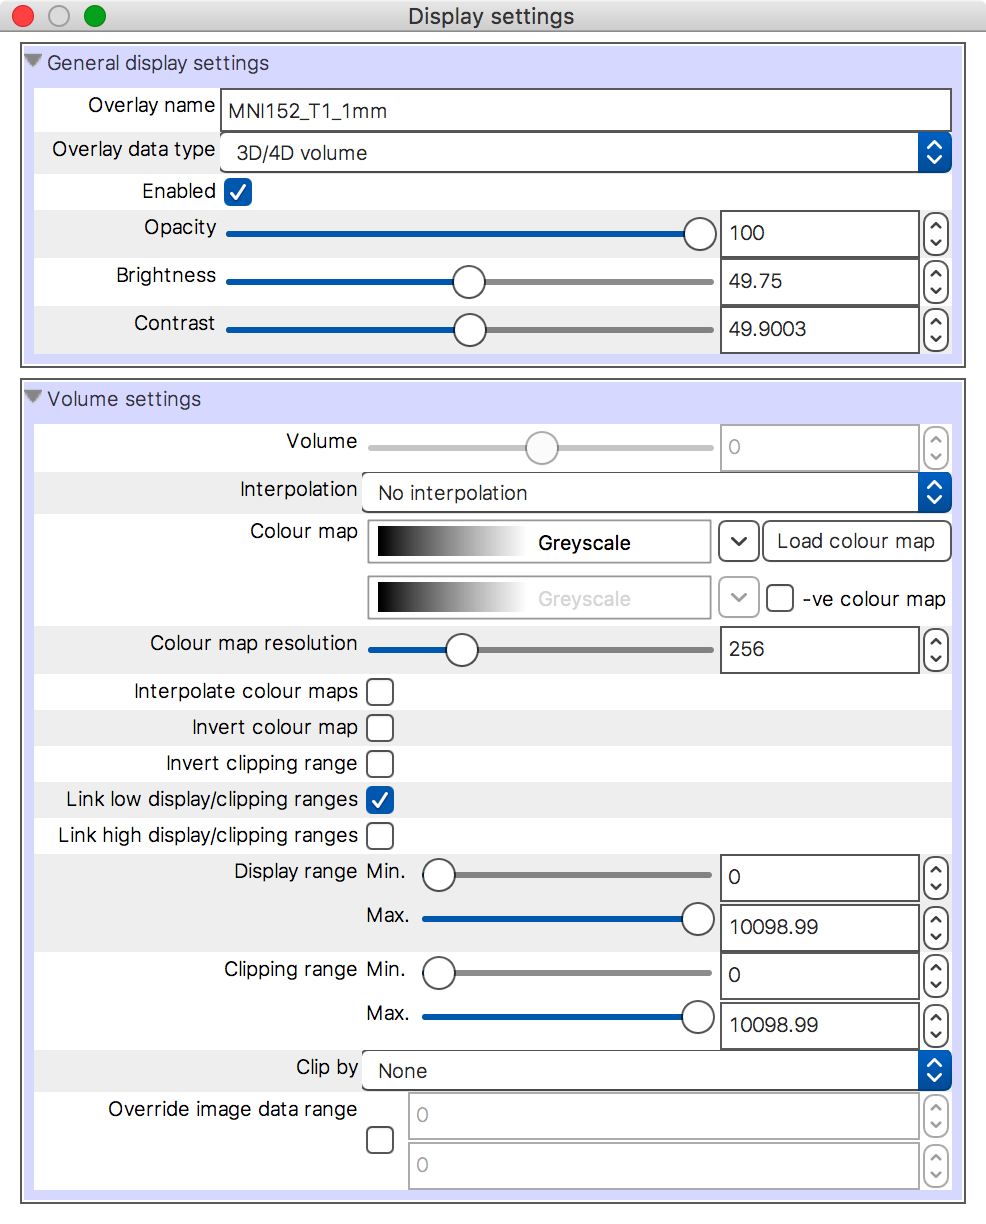 Display settings
General display settings
Overlay name MNI152_T1_1mm
Overlay data type 3D/4D volume
Enabled
Opacity 100
Brightness 49.75
Contrast 49.9003
Volume settings
Volume 0
Interpolation No interpolation
Colour map Greyscale Load colour map
Greyscale -ve colour map
Colour map resolution 256
Interpolate colour maps
Invert colour map
Invert clipping range
Link low display/clipping ranges
Link high display/clipping ranges
Display range Min. 0
Max. 10098.99
Clipping range Min. 0
Max. 10098.99
Clip by None
Override image data range 0
0